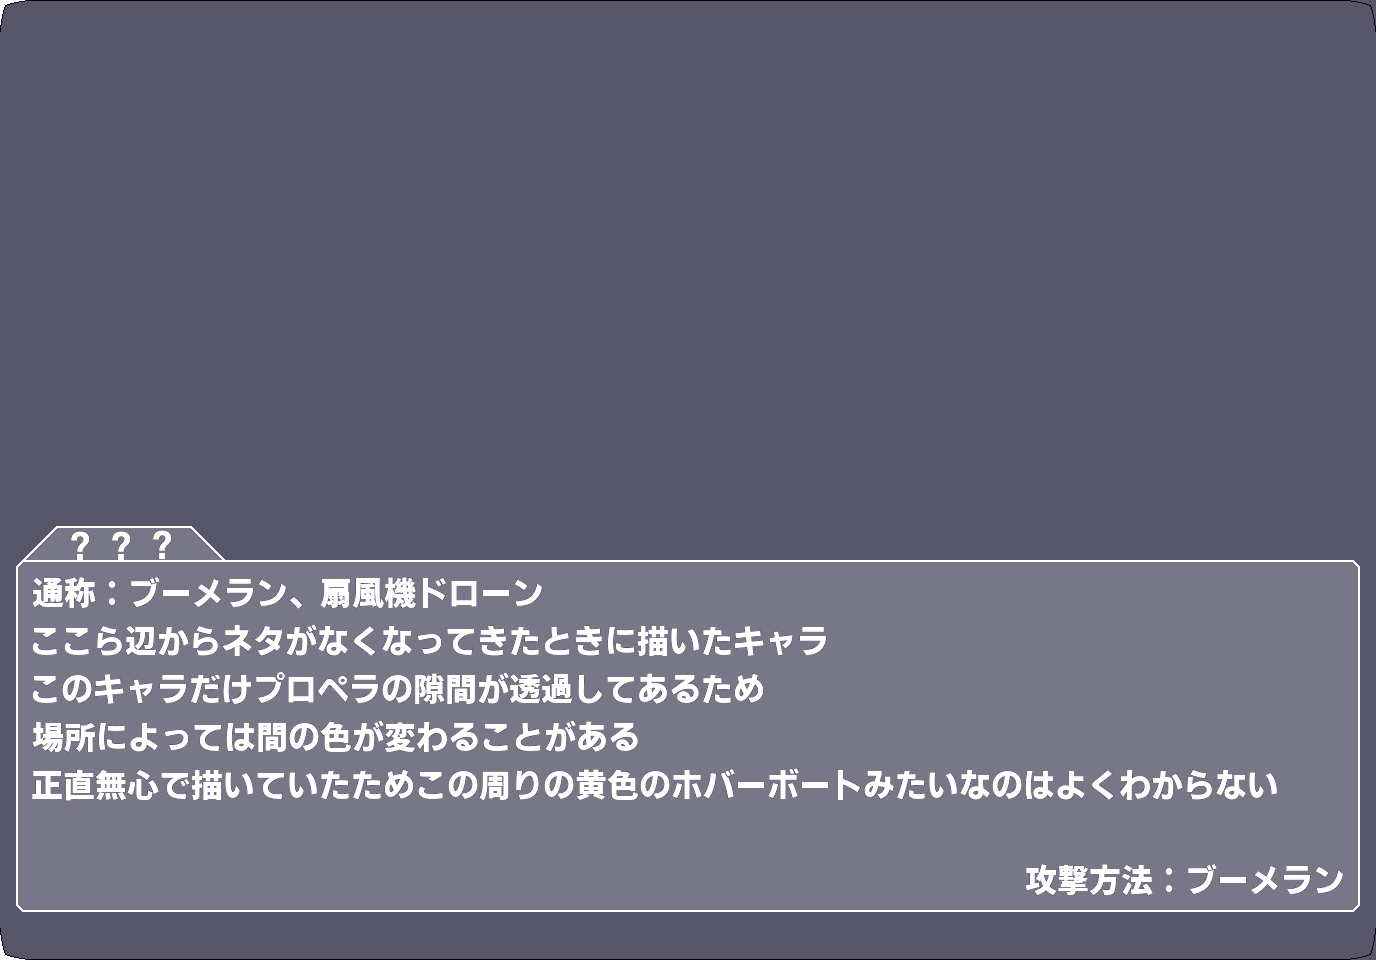 ？？？
通称：ブーメラン、扇風機ドローン
ここら辺からネタがなくなってきたときに描いたキャラ
このキャラだけプロペラの隙間が透過してあるため
場所によっては間の色が変わることがある
正直無心で描いていたためこの周りの黄色のホバーボートみたいなのはよくわからない
攻撃方法：ブーメラン